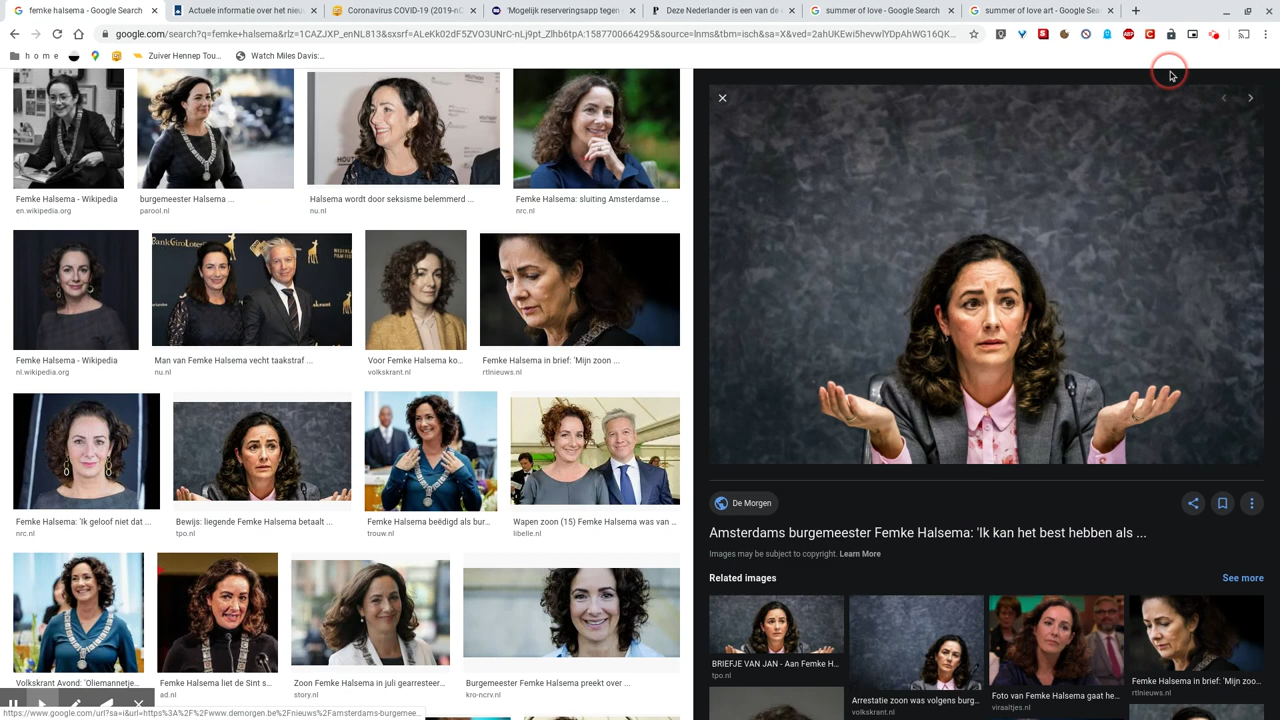 femke halsema - Google Search
Actuele informatie over het nieu
Coronavirus COVID-19 (2019-nC
'Mogelijk reserveringsapp tegen
Deze Nederlander is een van de
summer of love - Google Search
summer of love art - Google Sea
google.com/search?q=femke+halsema&rlz=1CAZJXP_enNL813&sxsrf=ALeKk02dF5ZVO3UNrC-nLj9pt_Zlhb6tpA:1587700664295&source=lnms&tbm=isch&sa=X&ved=2ahUKEwi5hevwlYDpAhWG16QK...
h o m e
Zuiver Hennep Tou...
Watch Miles Davis:...
Femke Halsema - Wikipedia
en.wikipedia.org
burgemeester Halsema ...
parool.nl
Halsema wordt door seksisme belemmerd ...
nu.nl
Femke Halsema: sluiting Amsterdamse ...
nrc.nl
Femke Halsema - Wikipedia
nl.wikipedia.org
Man van Femke Halsema vecht taakstraf ...
nu.nl
Voor Femke Halsema ko...
volkskrant.nl
Femke Halsema in brief: 'Mijn zoon ...
rtlnieuws.nl
Femke Halsema: 'Ik geloof niet dat ...
nrc.nl
Bewijs: liegende Femke Halsema betaalt ...
tpo.nl
Femke Halsema beëdigd als bur...
trouw.nl
Wapen zoon (15) Femke Halsema was van ...
libelle.nl
Volkskrant Avond: 'Oliemannetje...
Femke Halsema liet de Sint s...
ad.nl
Zoon Femke Halsema in juli gearresteer...
story.nl
Burgemeester Femke Halsema preekt over ...
kro-ncrv.nl
https://www.google.com/url?sa=i&url=https%3A%2F%2Fwww.demorgen.be%2Fnieuws%2Famsterdams-burgemee...
De Morgen
Amsterdams burgemeester Femke Halsema: 'Ik kan het best hebben als ...
Images may be subject to copyright. Learn More
Related images
See more
BRIEFJE VAN JAN - Aan Femke H...
tpo.nl
Arrestatie zoon was volgens burg...
volkskrant.nl
Foto van Femke Halsema gaat he...
viraaltjes.nl
Femke Halsema in brief: 'Mijn zoo...
rtlnieuws.nl